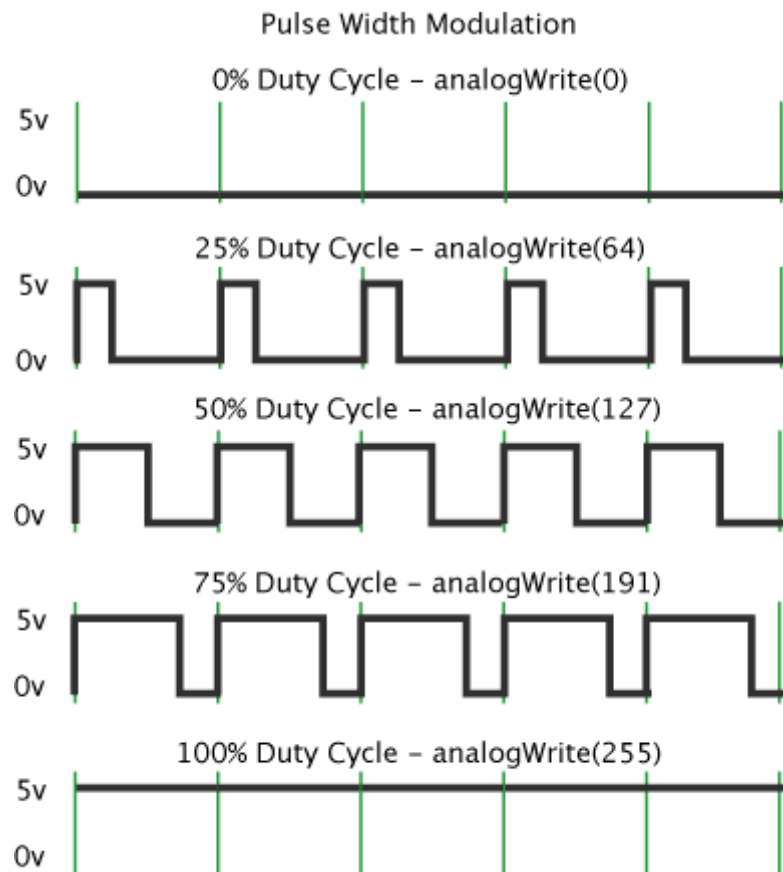 Pulse Width Modulation
0% Duty Cycle – analogWrite(0)
5v
0v
25% Duty Cycle – analogWrite(64)
5v
0v
50% Duty Cycle – analogWrite(127)
5v
0v
75% Duty Cycle – analogWrite(191)
5v
0v
100% Duty Cycle – analogWrite(255)
5v
0v